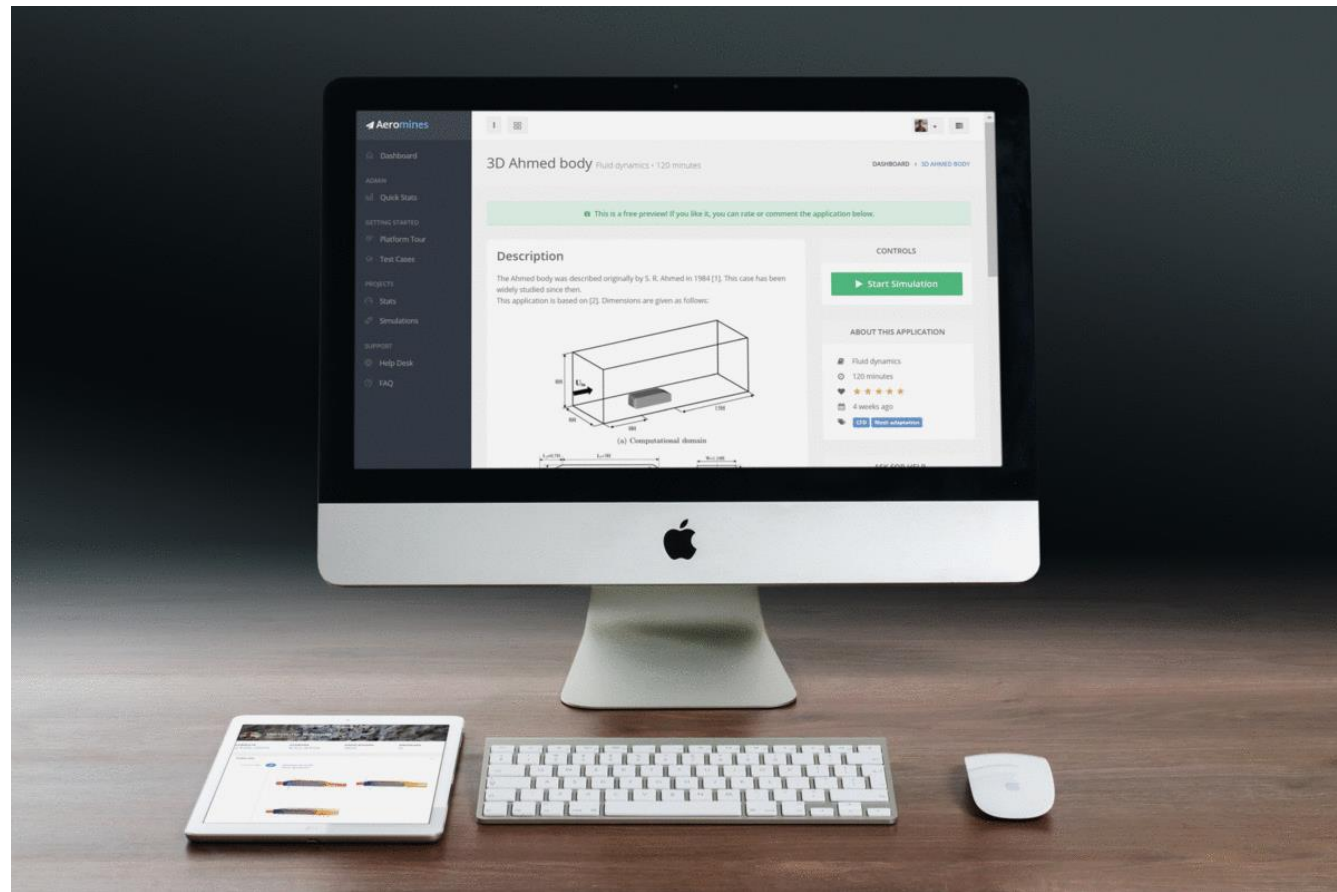 Aeromines
Dashboard
ADMIN
Quick Stats
GETTING STARTED
Platform Tour
Test Cases
PROJECTS
Stats
Simulations
SUPPORT
Help Desk
FAQ
3D Ahmed body Fluid dynamics • 120 minutes
DASHBOARD › 3D AHMED BODY
This is a free preview! If you like it, you can rate or comment the application below.
Description
The Ahmed body was described originally by S. R. Ahmed in 1984 [1]. This case has been
widely studied since then.
This application is based on [2]. Dimensions are given as follows:
(a) Computational domain
CONTROLS
Start Simulation
ABOUT THIS APPLICATION
Fluid dynamics
120 minutes
4 weeks ago
CFD Mesh adaptation
ASK FOR HELP